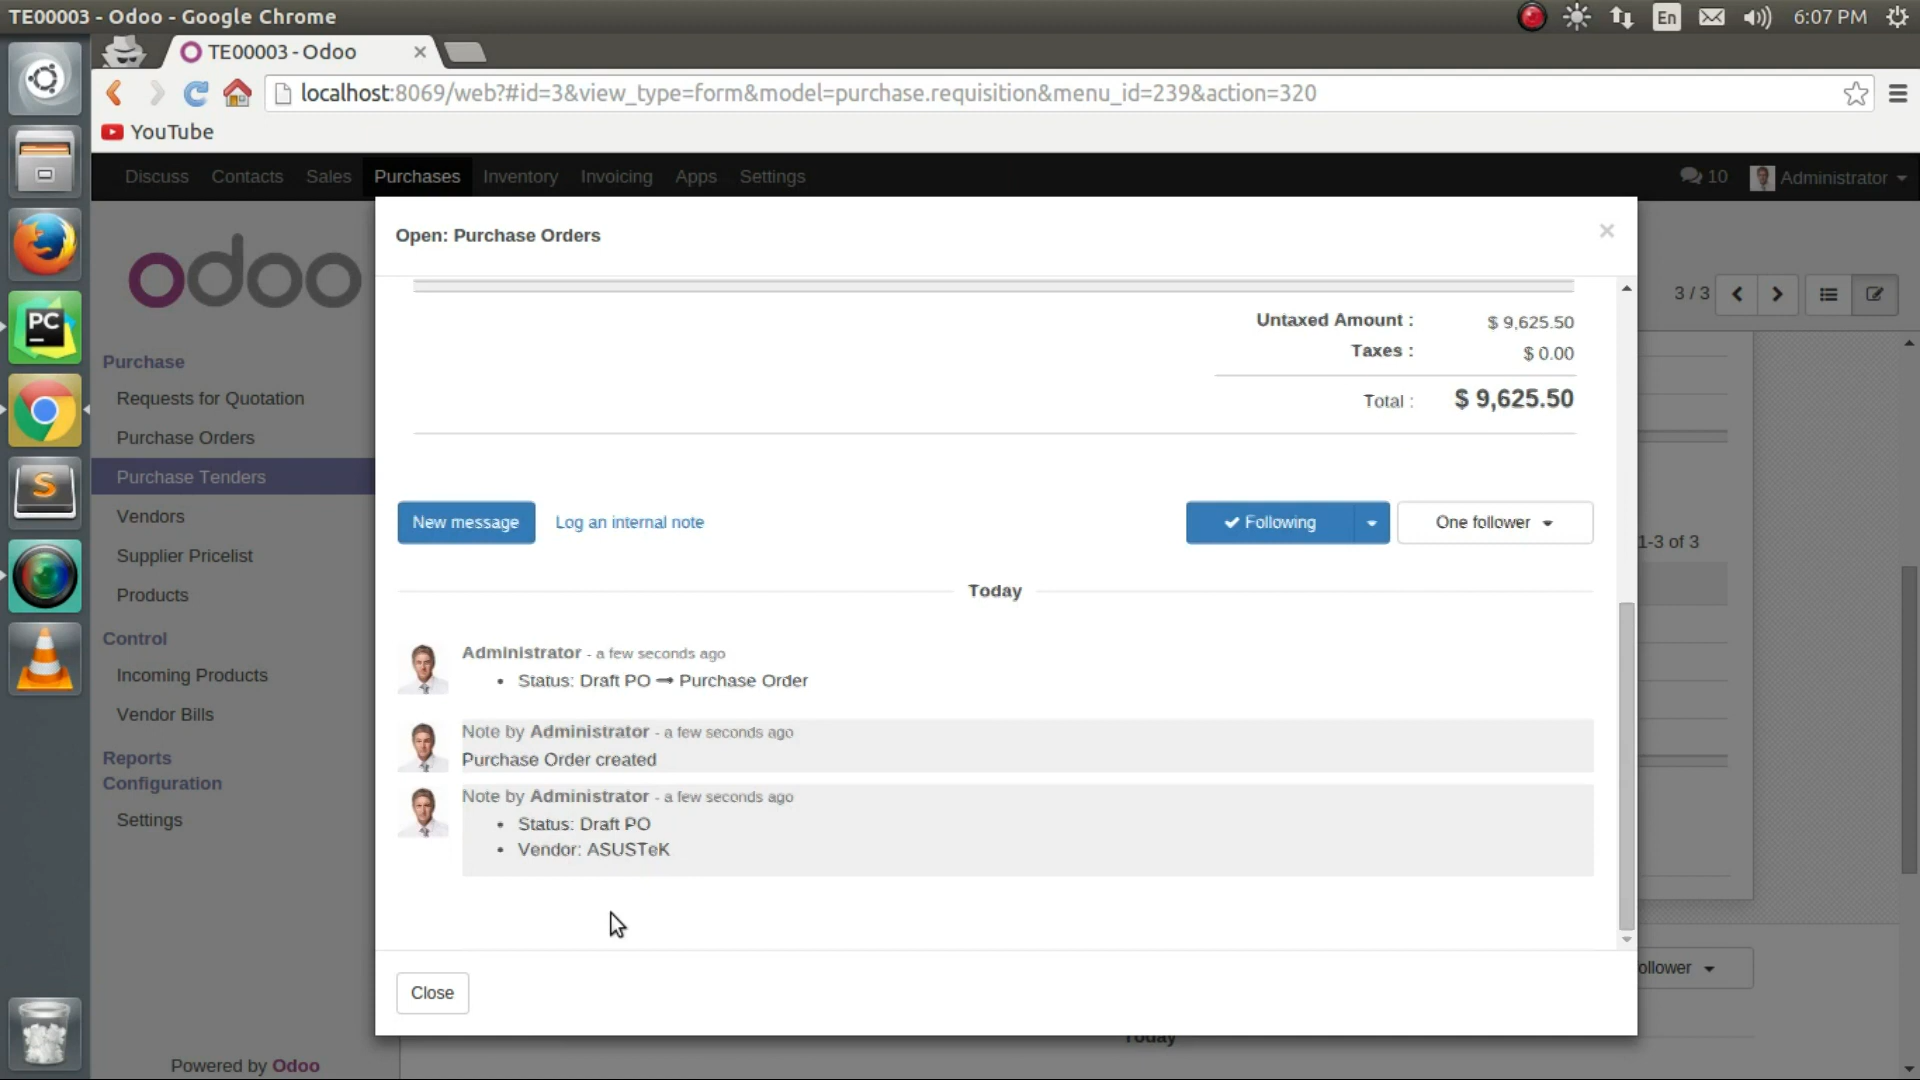 TE00003 - Odoo - Google Chrome
En
6:07 PM
TE00003 - Odoo
localhost:8069/web?#id=3&view_type=form&model=purchase.requisition&menu_id=239&action=320
YouTube
Discuss Contacts Sales Purchases Inventory Invoicing Apps Settings
10 Administrator
odoo
Open: Purchase Orders
×
3 / 3
Untaxed Amount : $ 9,625.50
Taxes : $ 0.00
Total : $ 9,625.50
PC
Purchase
Requests for Quotation
Purchase Orders
Purchase Tenders
Vendors
Supplier Pricelist
Products
Control
Incoming Products
Vendor Bills
Reports
Configuration
Settings
Powered by Odoo
New message
Log an internal note
Following
One follower
1-3 of 3
Today
Administrator - a few seconds ago
• Status: Draft PO → Purchase Order
Note by Administrator - a few seconds ago
Purchase Order created
Note by Administrator - a few seconds ago
• Status: Draft PO
• Vendor: ASUSTeK
ollower
Close
Today